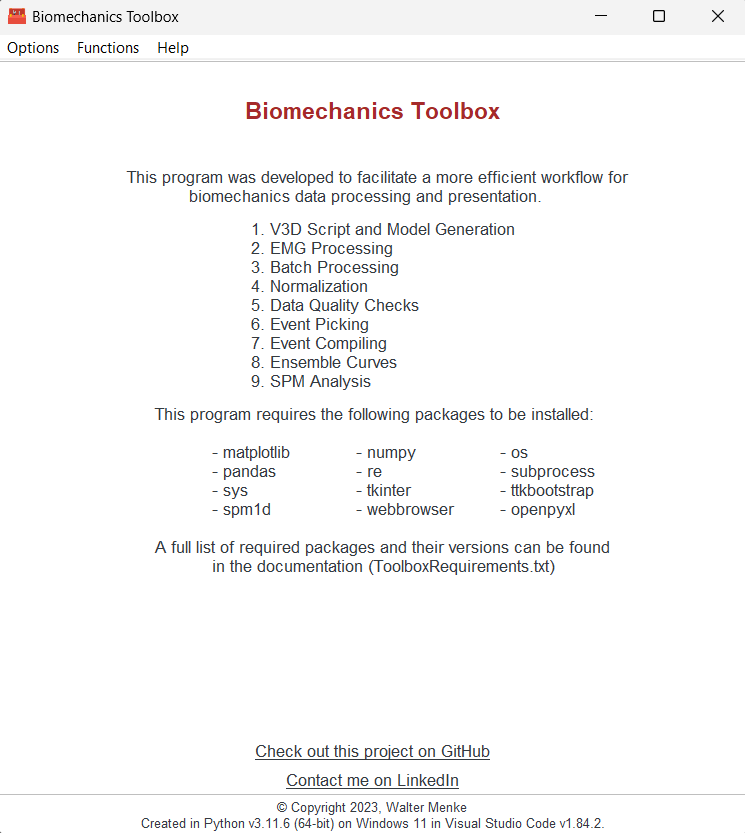 Biomechanics Toolbox
Options Functions Help
Biomechanics Toolbox
This program was developed to facilitate a more efficient workflow for
biomechanics data processing and presentation.
1. V3D Script and Model Generation
2. EMG Processing
3. Batch Processing
4. Normalization
5. Data Quality Checks
6. Event Picking
7. Event Compiling
8. Ensemble Curves
9. SPM Analysis
This program requires the following packages to be installed:
- matplotlib - numpy - os
- pandas - re - subprocess
- sys - tkinter - ttkbootstrap
- spm1d - webbrowser - openpyxl
A full list of required packages and their versions can be found
in the documentation (ToolboxRequirements.txt)
Check out this project on GitHub
Contact me on LinkedIn
© Copyright 2023, Walter Menke
Created in Python v3.11.6 (64-bit) on Windows 11 in Visual Studio Code v1.84.2.